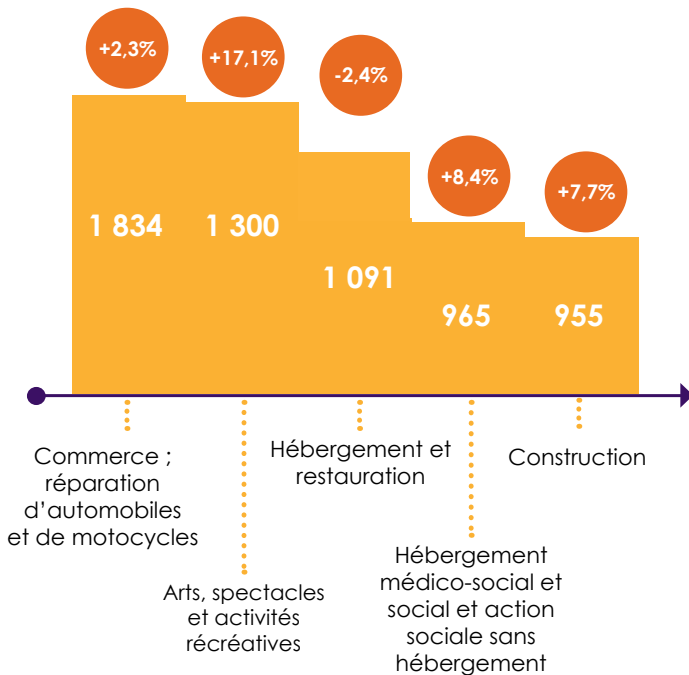 +2,3%
+17,1%
-2,4%
+8,4%
+7,7%
1 834
1 300
1 091
965
955
Commerce ;
réparation
d’automobiles
et de motocycles
Arts, spectacles
et activités
récréatives
Hébergement et
restauration
Hébergement
médico-social et
social et action
sociale sans
hébergement
Construction